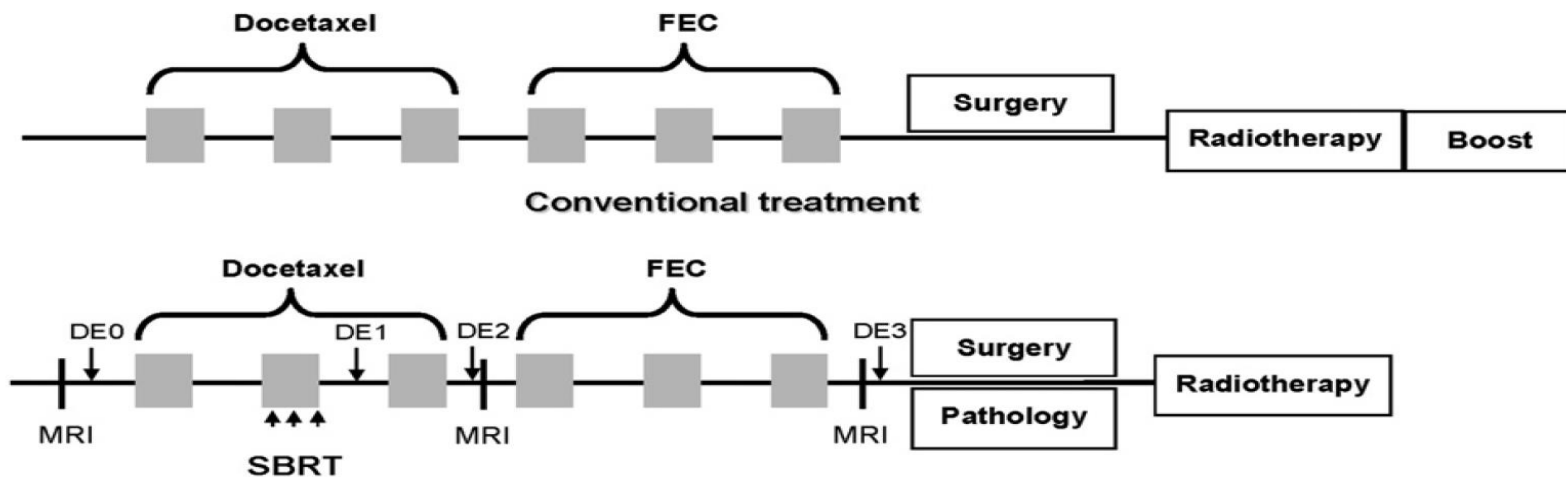 Docetaxel FEC
Surgery
Radiotherapy Boost
Conventional treatment
Docetaxel FEC
DE0 DE1 DE2 DE3
Surgery
Radiotherapy
Pathology
MRI MRI MRI
SBRT